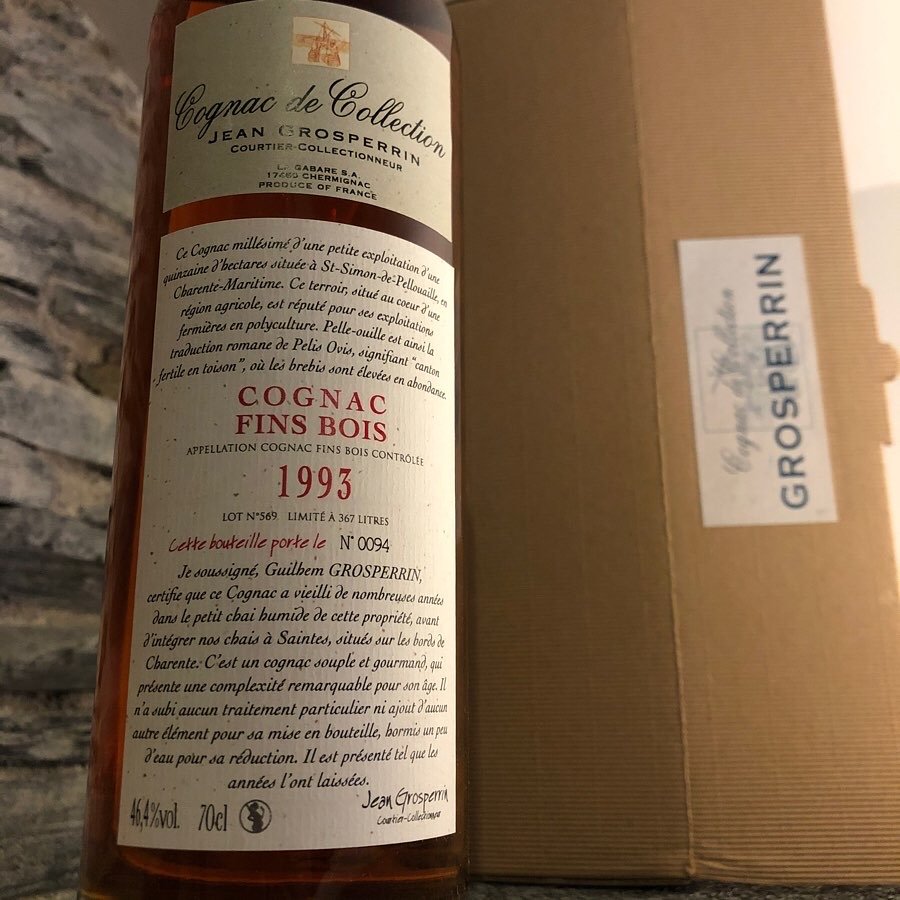 Cognac de Collection
JEAN GROSPERRIN
COURTIER-COLLECTIONNEUR
LA GABARE S.A.
17460 CHERMIGNAC
PRODUCE OF FRANCE
Ce Cognac millésimé d'une petite exploitation d'une
quinzaine d'hectares située à St-Simon-de-Pellouaille, en
Charente-Maritime. Ce terroir, situé au coeur d'une
région agricole, est réputé pour ses exploitations
fermières en polyculture. Pelle-ouille est ainsi la
traduction romane de Pelis Ovis, signifiant "canton
fertile en toison", où les brebis sont élevées en abondance.
COGNAC
FINS BOIS
APPELLATION COGNAC FINS BOIS CONTRÔLÉE
1993
LOT N°569 LIMITÉ À 367 LITRES
Cette bouteille porte le N° 0094
Je soussigné, Guilhem GROSPERRIN,
certifie que ce Cognac a vieilli de nombreuses années
dans le petit chai humide de cette propriété, avant
d'intégrer nos chais à Saintes, situés sur les bords de
Charente. C'est un cognac souple et gourmand, qui
présente une complexité remarquable pour son âge. Il
n'a subi aucun traitement particulier ni ajout d'aucun
autre élément pour sa mise en bouteille, hormis un peu
d'eau pour sa réduction. Il est présenté tel que les
années l'ont laissées.
Jean Grosperrin
Courtier-Collectionneur
46,4%vol. 70cl
Cognac de Collection
GROSPERRIN